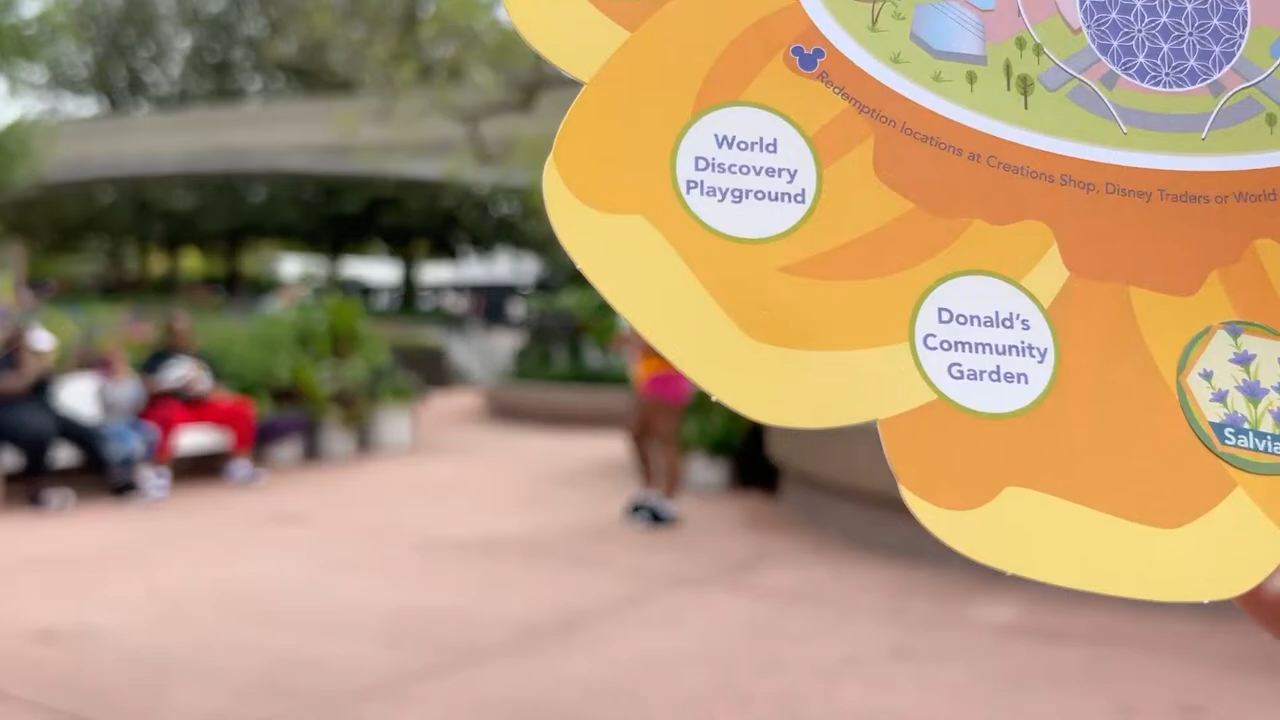 Redemption locations at Creations Shop, Disney Traders or World
World
Discovery
Playground
Donald's
Community
Garden
Salvia